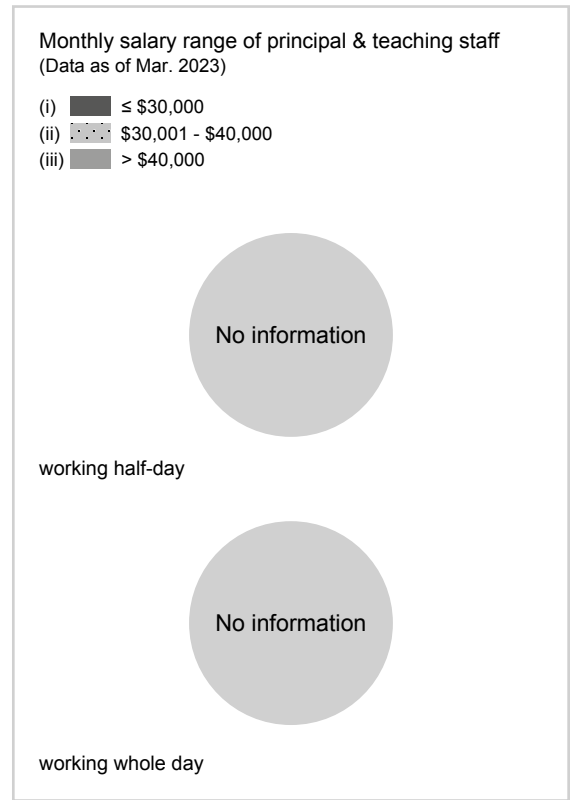 Monthly salary range of principal & teaching staff
(Data as of Mar. 2023)
(i) ≤ $30,000
(ii) $30,001 - $40,000
(iii) > $40,000
No information
working half-day
No information
working whole day